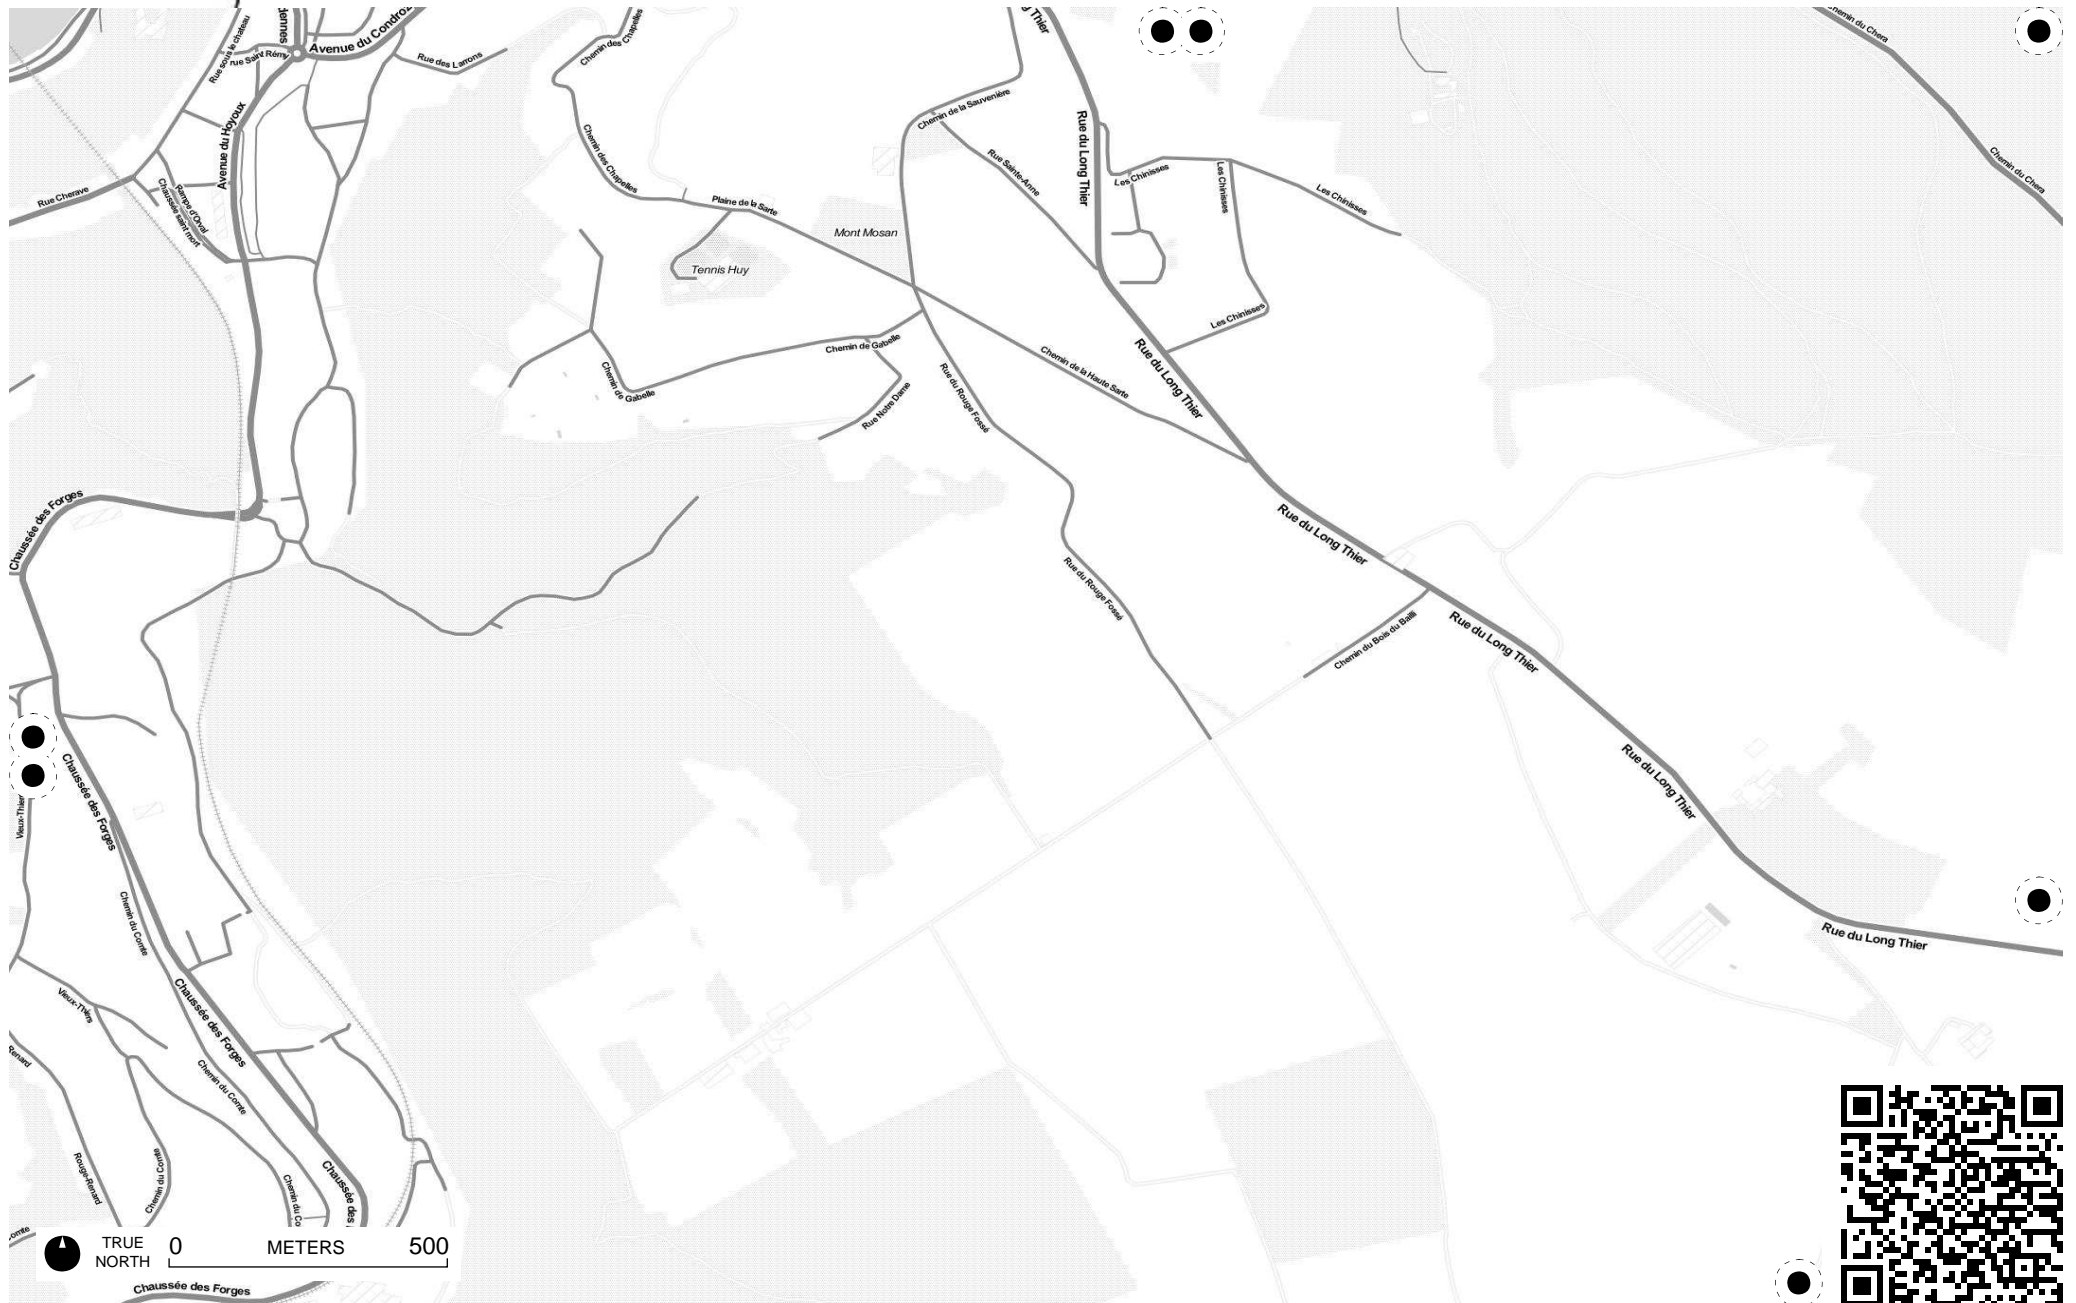 Avenue du Condroz
Chemin des Chapelles
Chemin du Chera
Rue sous le chateau
rue Saint Rémy
Rue des Larrons
Avenue du Hoyoux
Chemin de la Sauvenière
Rue du Long Thier
Chemin des Chapelles
Rue Sainte-Anne
Les Chinisses
Les Chinisses
Les Chinisses
Chemin du Chera
Rue Cherave
Rampe d'Orval
Chaussée saint mort
Plaine de la Sarte
Mont Mosan
Tennis Huy
Les Chinisses
Chemin de Gabelle
Chemin de la Haute Sarte
Rue du Long Thier
Chemin de
Gabelle
Rue Notre Dame
Rue du Rouge Fossé
Chaussée des Forges
Rue du Long Thier
Rue du Rouge Fossé
Chemin du Bois du Bailli
Rue du Long Thier
Rue du Long Thier
Vieux-Thier
Chaussée des Forges
Chemin du Comte
Rue du Long Thier
Vieux-Thiers
Chaussée des Forges
Renard
Chemin du Comte
Rouge-Renard
Chemin du Comte
Chemin du Co
Chaussée des
omte
TRUE
NORTH
0 METERS 500
Chaussée des Forges